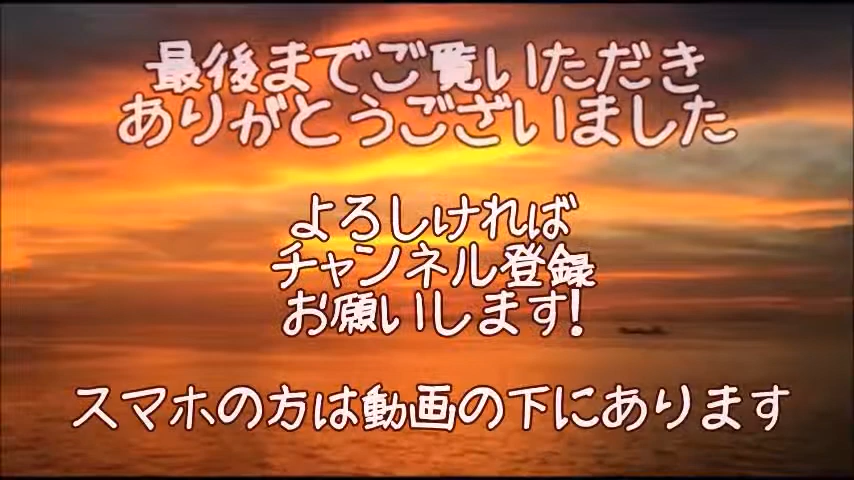 最後までご覧いただき
ありがとうございました
よろしければ
チャンネル登録
お願いします!
スマホの方は動画の下にあります